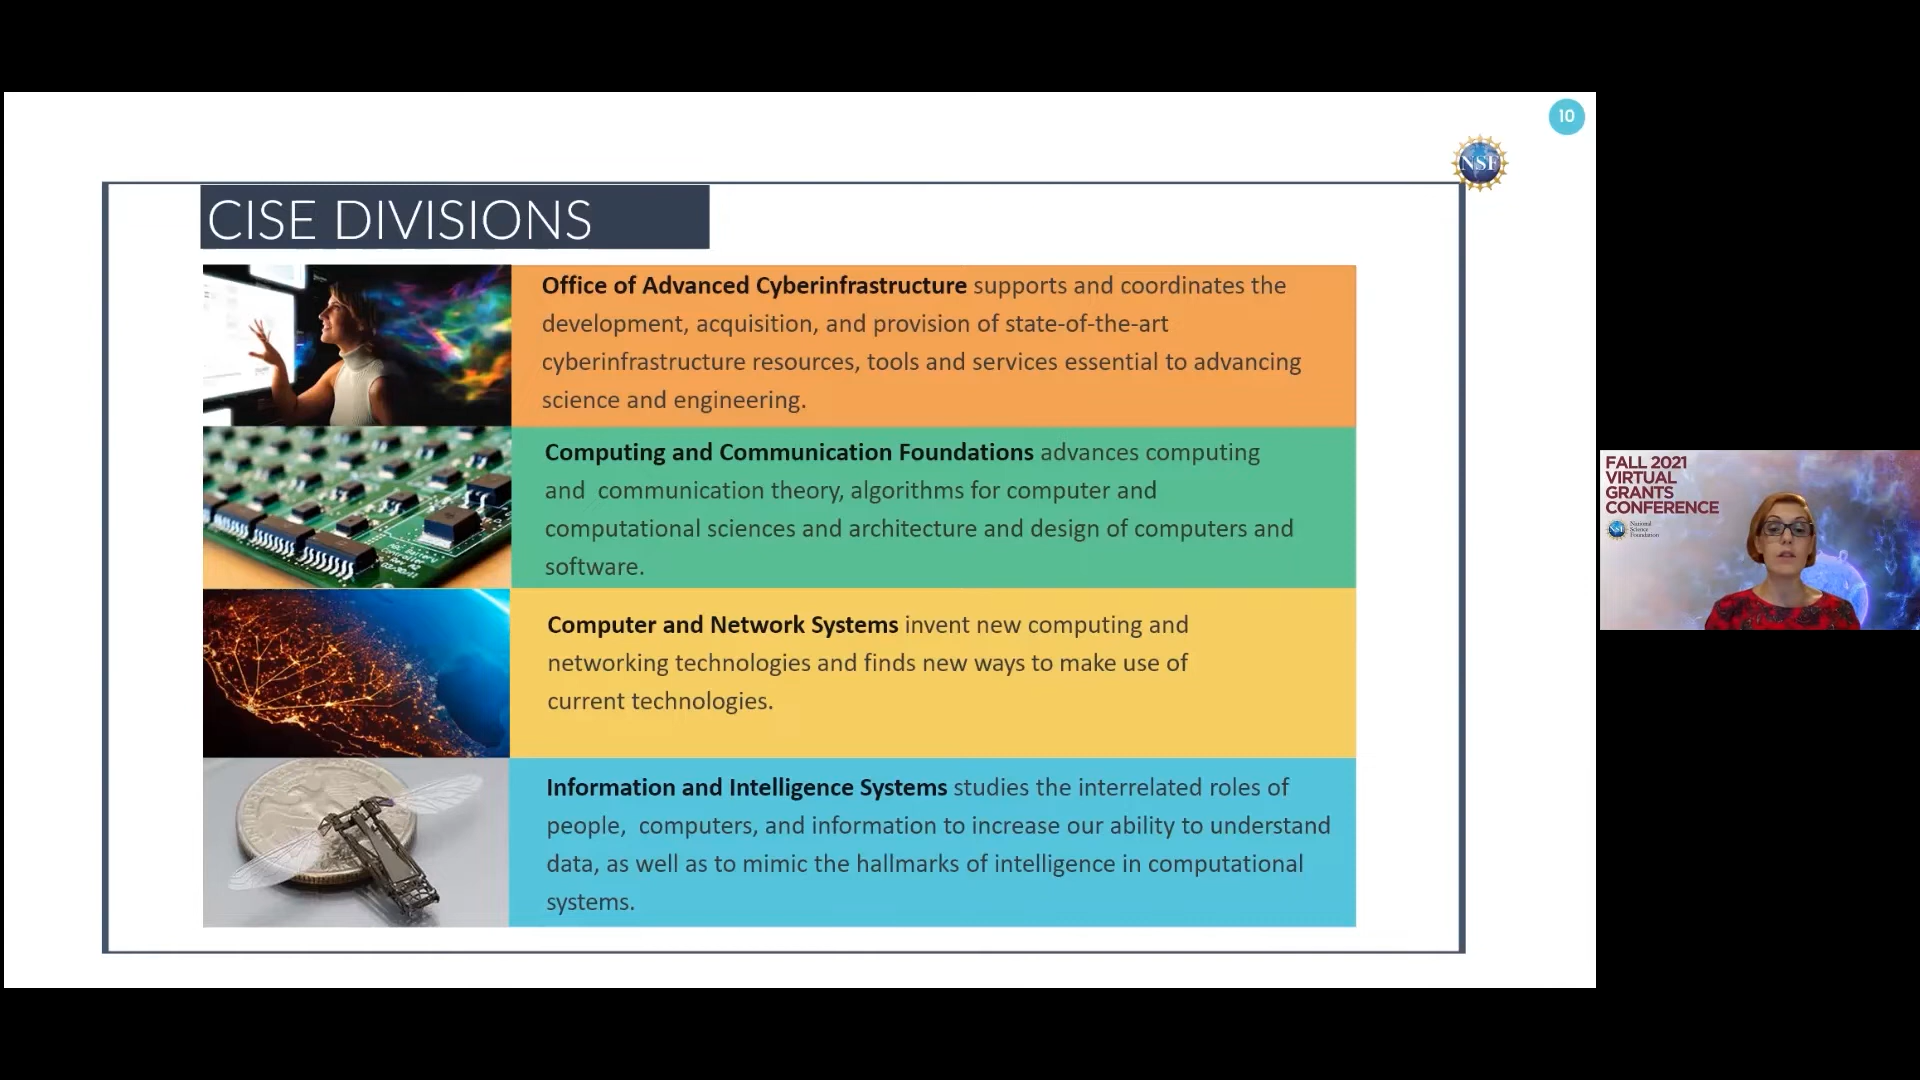 10
NSF
CISE DIVISIONS
Office of Advanced Cyberinfrastructure supports and coordinates the
development, acquisition, and provision of state-of-the-art
cyberinfrastructure resources, tools and services essential to advancing
science and engineering.
Computing and Communication Foundations advances computing
and communication theory, algorithms for computer and
computational sciences and architecture and design of computers and
software.
Computer and Network Systems invent new computing and
networking technologies and finds new ways to make use of
current technologies.
Information and Intelligence Systems studies the interrelated roles of
people, computers, and information to increase our ability to understand
data, as well as to mimic the hallmarks of intelligence in computational
systems.
FALL 2021
VIRTUAL
GRANTS
CONFERENCE
NSF
National
Science
Foundation